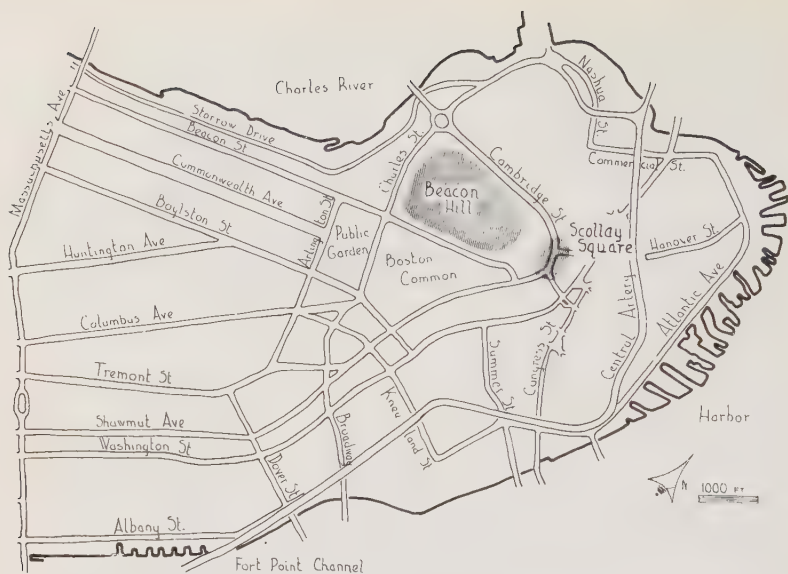 Charles River
Massachusetts Ave.
Storrow Drive
Beacon St
Commonwealth Ave
Boylston St
Huntington Ave
Columbus Ave
Tremont St
Shawmut Ave
Washington St
Albany St.
Fort Point Channel
Arlington St
Public
Garden
Charles St.
Beacon
Hill
Boston
Common
Cambridge St
Scollay
Square
Nashua
St.
Commercial St.
Hanover St.
Central Artery
Atlantic Ave
Summer St
Congress St
Kneeland St
Broadway
Dover St
Harbor
N
1000 FT